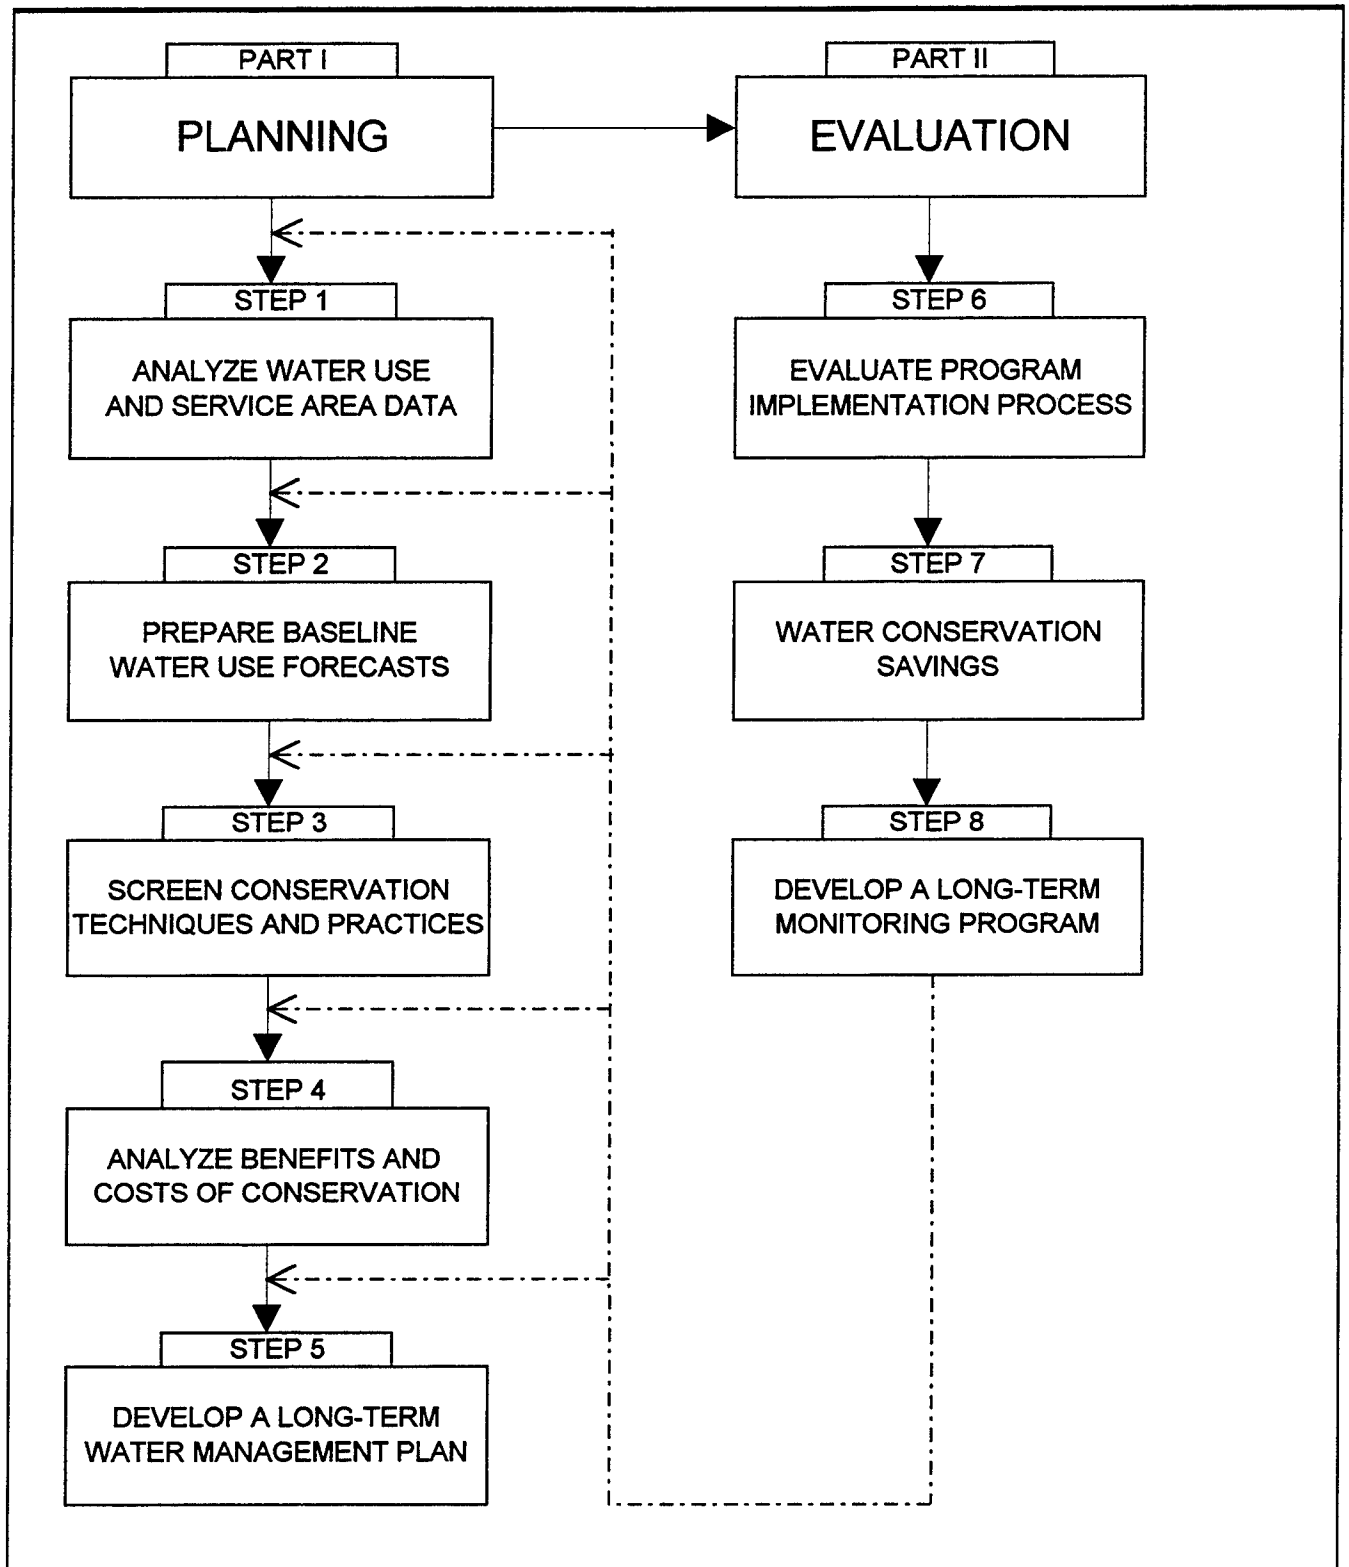 PART I
PLANNING
STEP 1
ANALYZE WATER USE
AND SERVICE AREA DATA
STEP 2
PREPARE BASELINE
WATER USE FORECASTS
STEP 3
SCREEN CONSERVATION
TECHNIQUES AND PRACTICES
STEP 4
ANALYZE BENEFITS AND
COSTS OF CONSERVATION
STEP 5
DEVELOP A LONG-TERM
WATER MANAGEMENT PLAN
PART II
EVALUATION
STEP 6
EVALUATE PROGRAM
IMPLEMENTATION PROCESS
STEP 7
WATER CONSERVATION
SAVINGS
STEP 8
DEVELOP A LONG-TERM
MONITORING PROGRAM